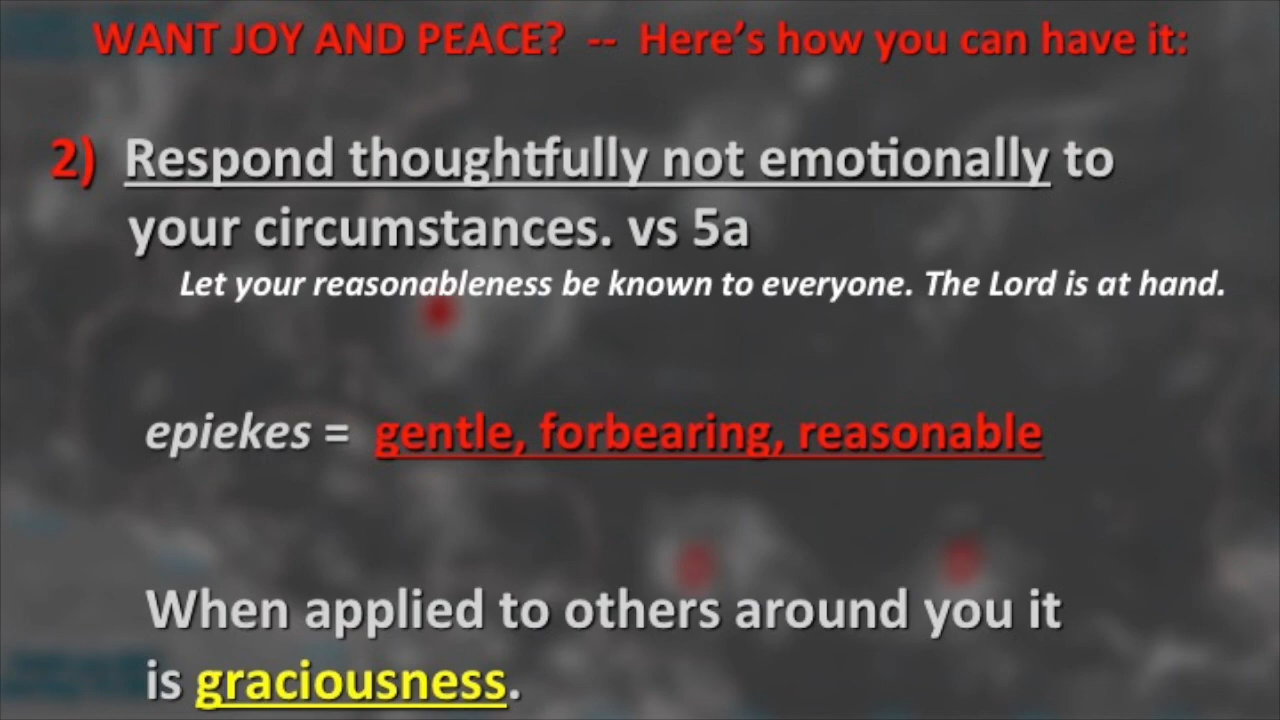 WANT JOY AND PEACE? -- Here's how you can have it:
2) Respond thoughtfully not emotionally to
your circumstances. vs 5a
Let your reasonableness be known to everyone. The Lord is at hand.
epiekes = gentle, forbearing, reasonable
When applied to others around you it
is graciousness.